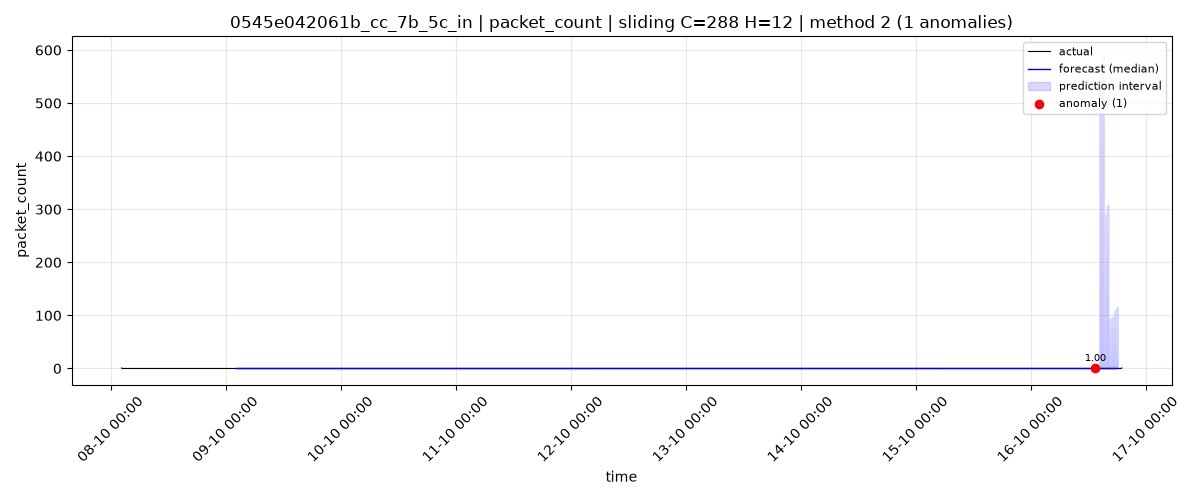 0545e042061b_cc_7b_5c_in | packet_count | sliding C=288 H=12 | method 2 (1 anomalies)
actual
forecast (median)
prediction interval
anomaly (1)
600
500
400
300
200
100
0
packet_count
1.00
08-10 00:00
09-10 00:00
10-10 00:00
11-10 00:00
12-10 00:00
13-10 00:00
14-10 00:00
15-10 00:00
16-10 00:00
17-10 00:00
time